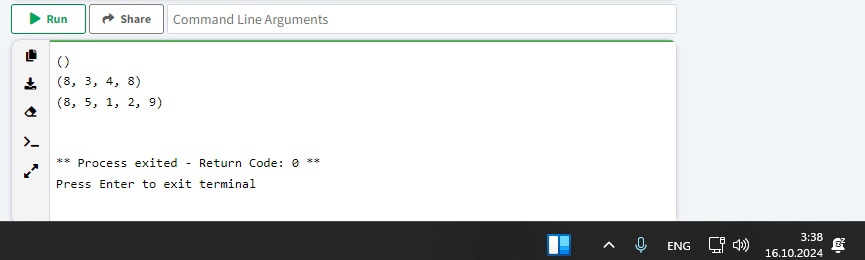 Run Share Command Line Arguments
()
(8, 3, 4, 8)
(8, 5, 1, 2, 9)
** Process exited - Return Code: 0 **
Press Enter to exit terminal
ENG
3:38
16.10.2024